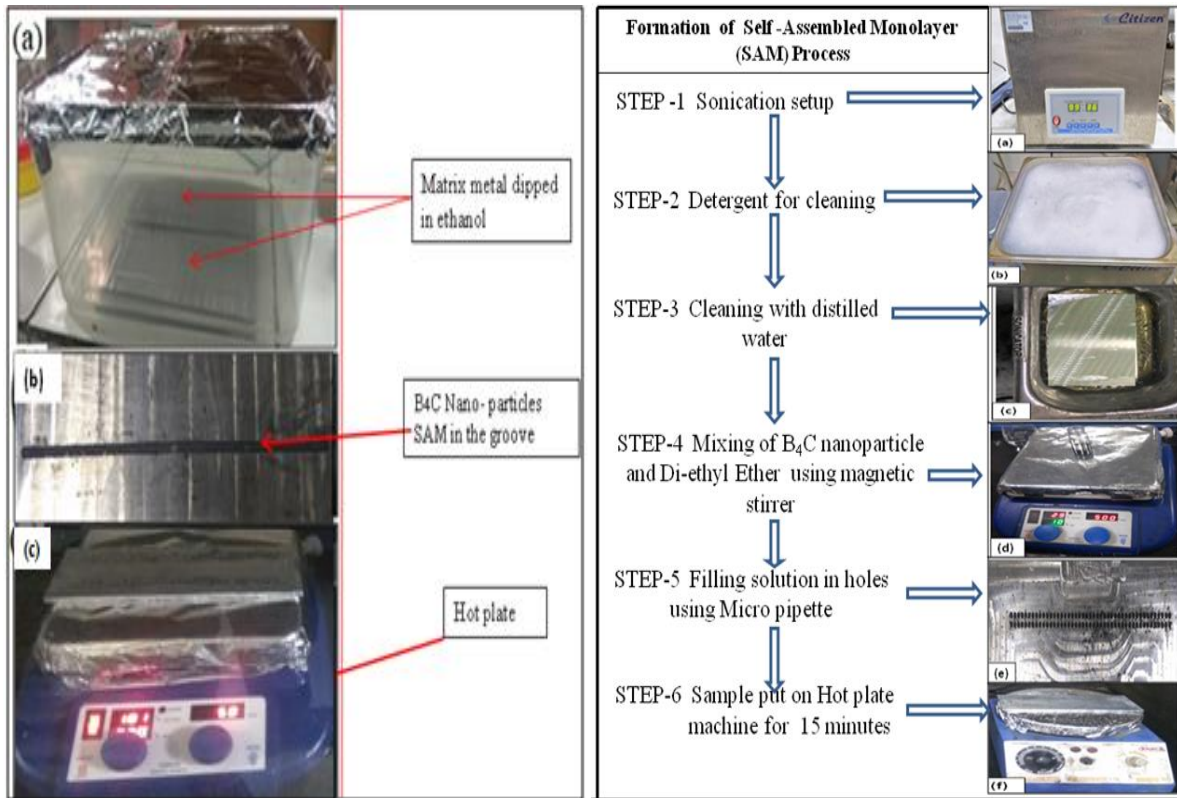 (a)
Matrix metal dipped
in ethanol
(b)
B4C Nano- particles
SAM in the groove
(c)
Hot plate
Formation of Self -Assembled Monolayer
(SAM) Process
STEP -1 Sonication setup
Citizen
(a)
STEP-2 Detergent for cleaning
(b)
STEP-3 Cleaning with distilled
water
(c)
STEP-4 Mixing of B₄C nanoparticle
and Di-ethyl Ether using magnetic
stirrer
(d)
STEP-5 Filling solution in holes
using Micro pipette
(e)
STEP-6 Sample put on Hot plate
machine for 15 minutes
(f)